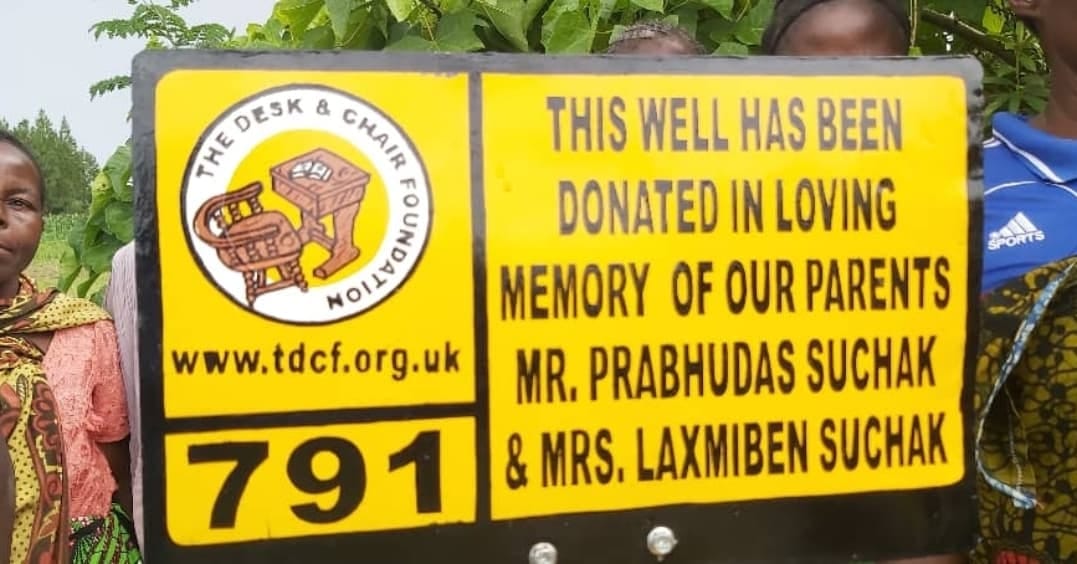 THE DESK & CHAIR FOUNDATION
www.tdcf.org.uk
791
THIS WELL HAS BEEN
DONATED IN LOVING
MEMORY OF OUR PARENTS
MR. PRABHUDAS SUCHAK
& MRS. LAXMIBEN SUCHAK
SPORTS